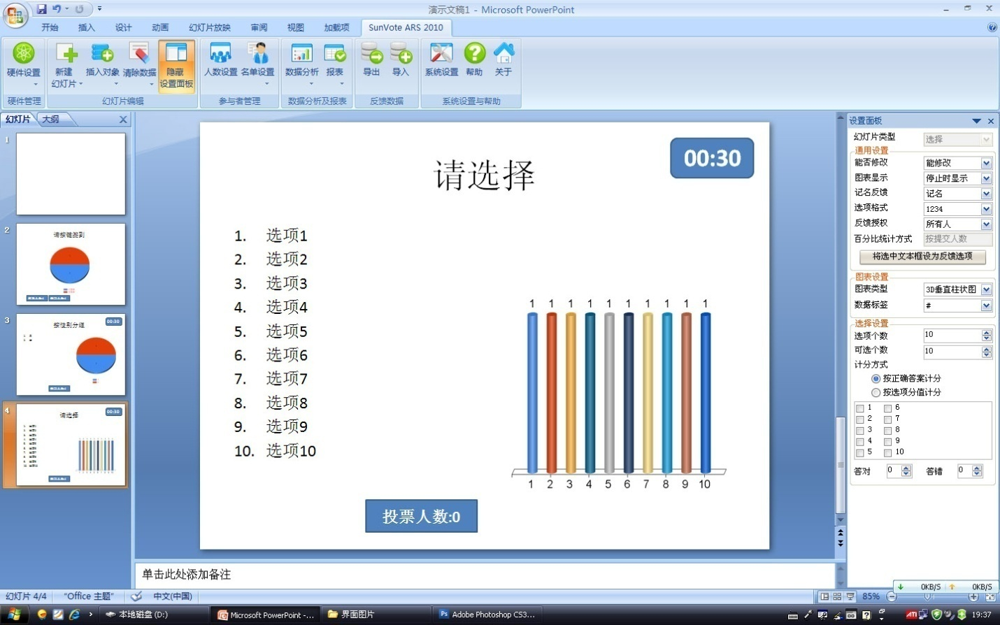 演示文稿1 - Microsoft PowerPoint
开始 插入 设计 动画 幻灯片放映 审阅 视图 加载项 SunVote ARS 2010
硬件设置 新建幻灯片 插入对象 清除数据 隐藏设置面板 人数设置 名单设置 数据分析 报表 导出 导入 系统设置 帮助 关于
硬件管理 幻灯片编辑 参与者管理 数据分析及报表 反馈数据 系统设置与帮助
幻灯片 大纲
1
2
请按键签到
3
按性别分组
00:30
4
请选择
00:30
00:30
请选择
1. 选项1
2. 选项2
3. 选项3
4. 选项4
5. 选项5
6. 选项6
7. 选项7
8. 选项8
9. 选项9
10. 选项10
1 1 1 1 1 1 1 1 1 1
1 2 3 4 5 6 7 8 9 10
投票人数:0
单击此处添加备注
设置面板
幻灯片类型 选择
通用设置
能否修改 能修改
图表显示 停止时显示
记名反馈 记名
选项格式 1234
反馈授权 所有人
百分比统计方式 按提交人数
将选中文本框设为反馈选项
图表设置
图表类型 3D垂直柱状图
数据标签 #
选择设置
选项个数 10
可选个数 10
计分方式
按正确答案计分
按选项分值计分
1 6
2 7
3 8
4 9
5 10
答对 0 答错 0
0KB/S 0KB/S
幻灯片 4/4 "Office 主题" 中文(中国) 85%
本地磁盘 (D:) Microsoft PowerPoint -... 界面图片 Adobe Photoshop CS3... 19:37